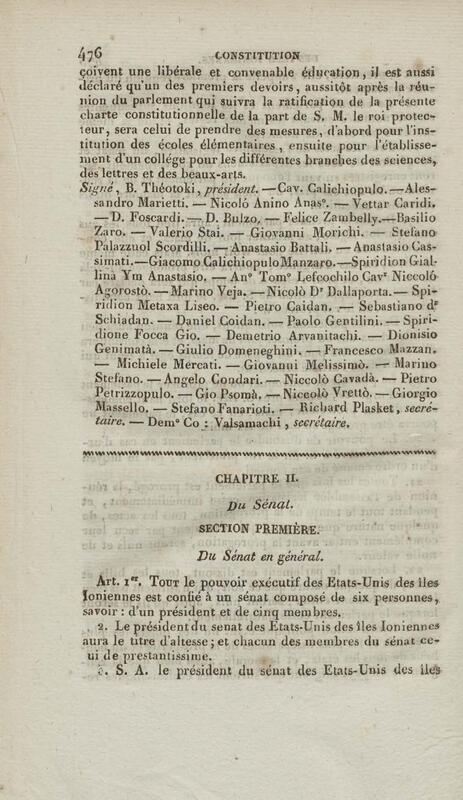 476 CONSTITUTION
çoivent une libérale et convenable éducation, il est aussi
déclaré qu'un des premiers devoirs, aussitôt après la réu-
nion du parlement qui suivra la ratification de la présente
charte constitutionnelle de la part de S. M. le roi protec-
teur, sera celui de prendre des mesures, d'abord pour l'ins-
titution des écoles élémentaires, ensuite pour l'établisse-
ment d'un collége pour les différentes branches des sciences,
des lettres et des beaux-arts.
Signé, B. Théotoki, président. — Cav. Calichiopulo. — Ales-
sandro Marietti. — Nicolò Anino Anas°. — Vettar Caridi.
— D. Foscardi. — D. Bulzo. — Felice Zambelly. — Basilio
Zaro. — Valerio Stai. — Giovanni Morichi. — Stefano
Palazzuol Scordilli. — Anastasio Battali. — Anastasio Cas-
simati. — Giacomo Calichiopulo Manzaro. — Spiridion Gial-
linà Ym Anastasio. — An° Tom° Lefcochilo Cavr Niccolò
Agorostò. — Marino Veja. — Nicolò Dr Dallaporta. — Spi-
ridion Metaxa Liseo. — Pietro Caidan. — Sebastiano dr
Schiadan. — Daniel Coidan. — Paolo Gentilini. — Spiri-
dione Focca Gio. — Demetrio Arvanitachi. — Dionisio
Genimatà. — Giulio Domeneghini. — Francesco Mazzan.
— Michiele Mercati. — Giovanni Melissimò. — Marino
Stefano. — Angelo Condari. — Niccolò Cavadà. — Pietro
Petrizzopulo. — Gio Psomà. — Niccolò Vrettò. — Giorgio
Massello. — Stefano Fanarioti. — Richard Plasket, secré-
taire. — Dem° Co : Valsamachi, secrétaire.
CHAPITRE II.
Du Sénat.
SECTION PREMIÈRE.
Du Sénat en général.
Art. 1er. Tout le pouvoir exécutif des Etats-Unis des îles
Ioniennes est confié à un sénat composé de six personnes,
savoir : d'un président et de cinq membres.
2. Le président du senat des Etats-Unis des îles Ioniennes
aura le titre d'altesse ; et chacun des membres du sénat ce-
ui de prestantissime.
3. S. A. le président du sénat des Etats-Unis des îles